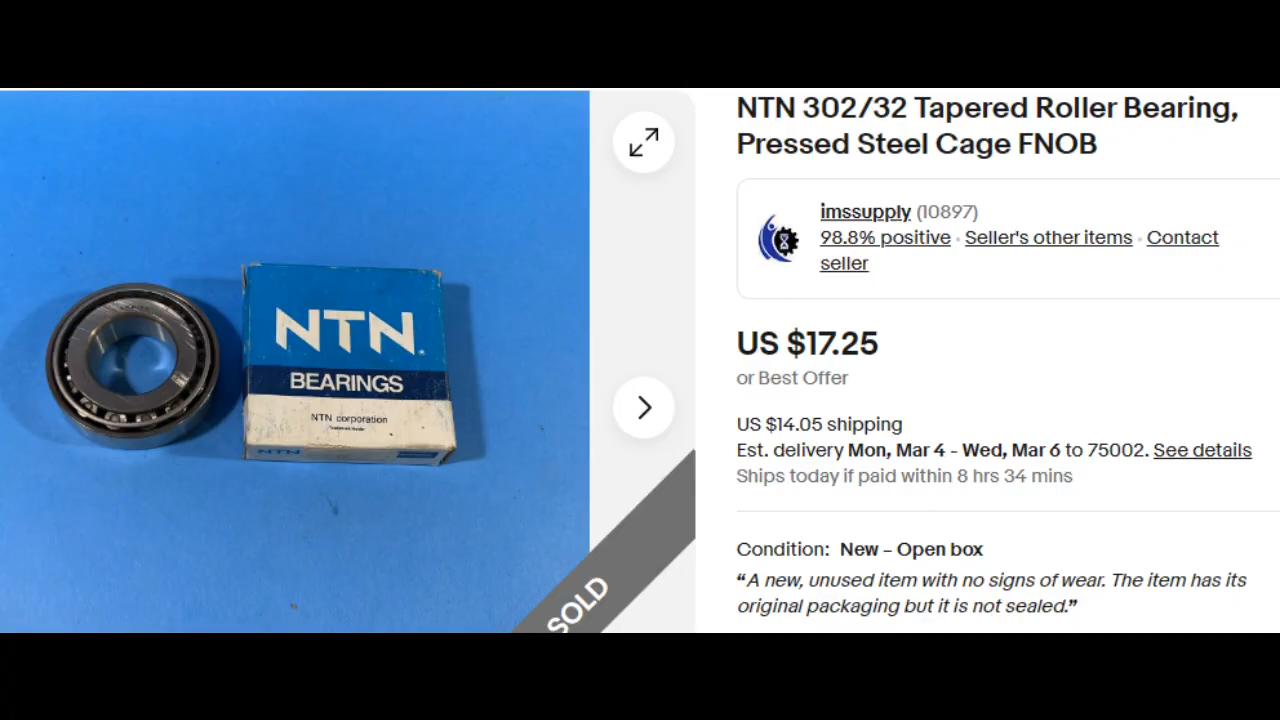 NTN
BEARINGS
NTN corporation
NTN
SOLD
NTN 302/32 Tapered Roller Bearing,
Pressed Steel Cage FNOB
imssupply (10897)
98.8% positive · Seller's other items · Contact
seller
US $17.25
or Best Offer
US $14.05 shipping
Est. delivery Mon, Mar 4 - Wed, Mar 6 to 75002. See details
Ships today if paid within 8 hrs 34 mins
Condition: New – Open box
“A new, unused item with no signs of wear. The item has its
original packaging but it is not sealed.”